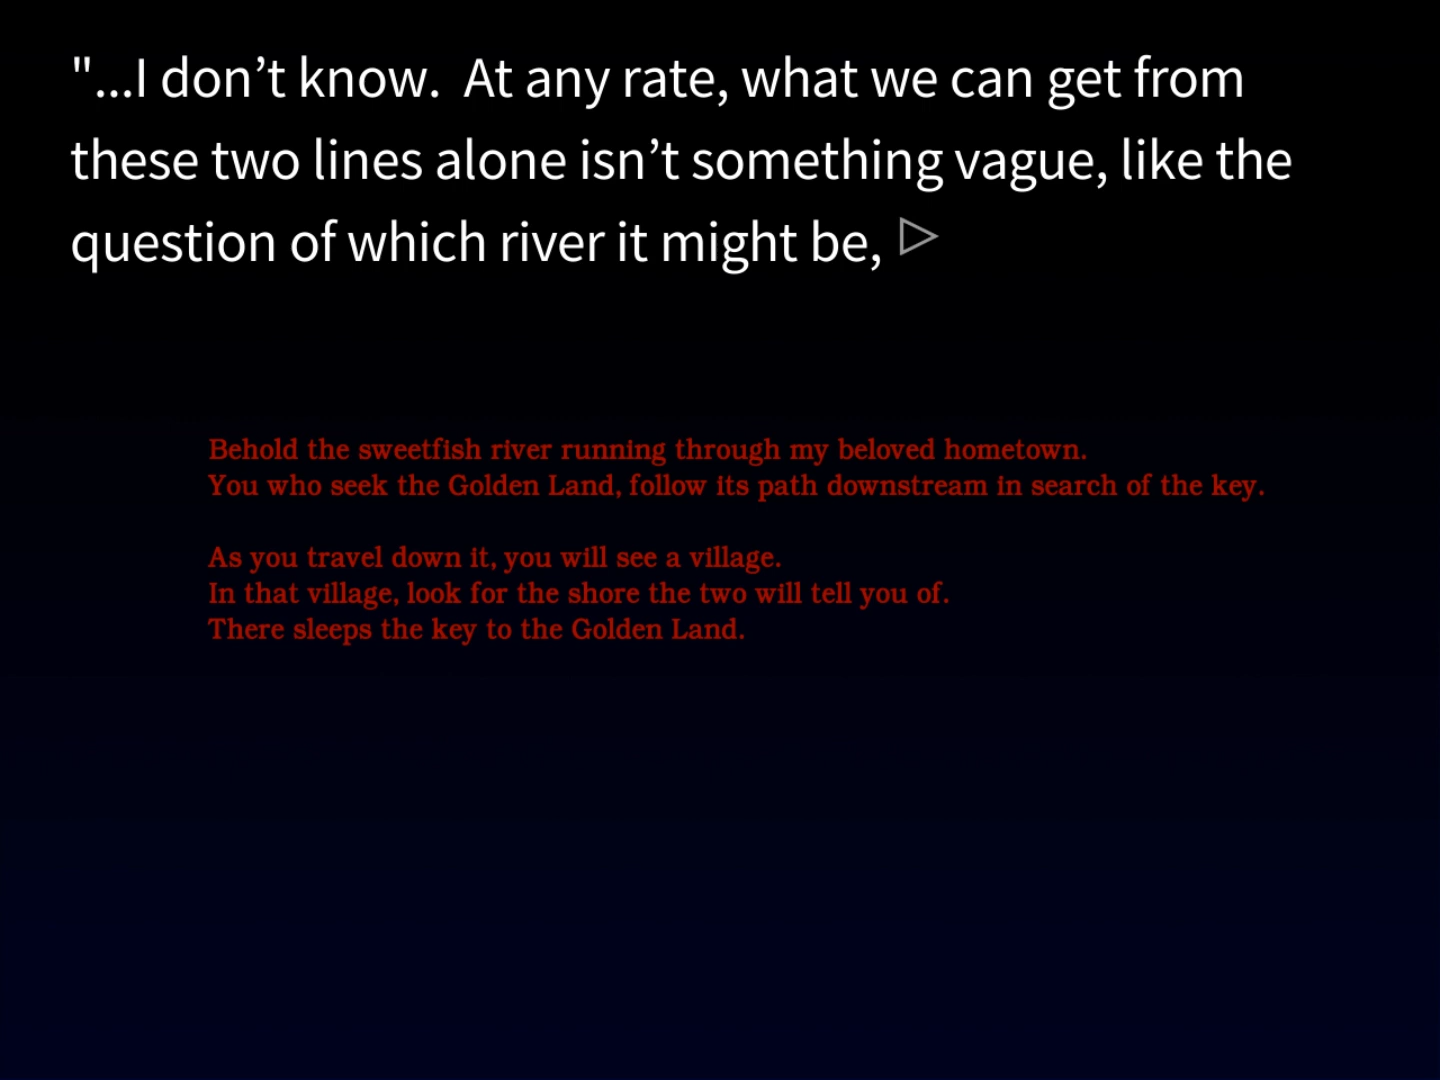 "...I don’t know.  At any rate, what we can get from
these two lines alone isn’t something vague, like the
question of which river it might be,
Behold the sweetfish river running through my beloved hometown.
You who seek the Golden Land, follow its path downstream in search of the key.
As you travel down it, you will see a village.
In that village, look for the shore the two will tell you of.
There sleeps the key to the Golden Land.